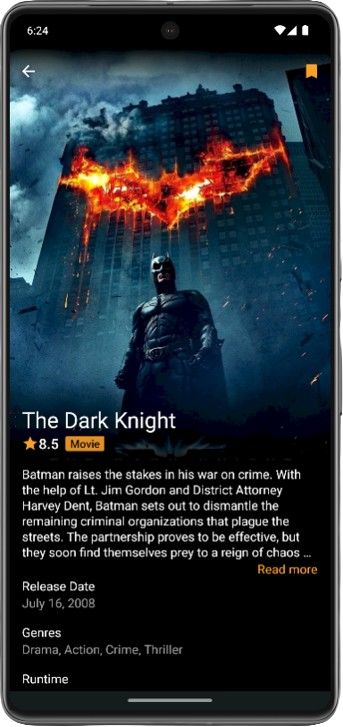 6:24
The Dark Knight
8.5 Movie
Batman raises the stakes in his war on crime. With
the help of Lt. Jim Gordon and District Attorney
Harvey Dent, Batman sets out to dismantle the
remaining criminal organizations that plague the
streets. The partnership proves to be effective, but
they soon find themselves prey to a reign of chaos ...
Read more
Release Date
July 16, 2008
Genres
Drama, Action, Crime, Thriller
Runtime